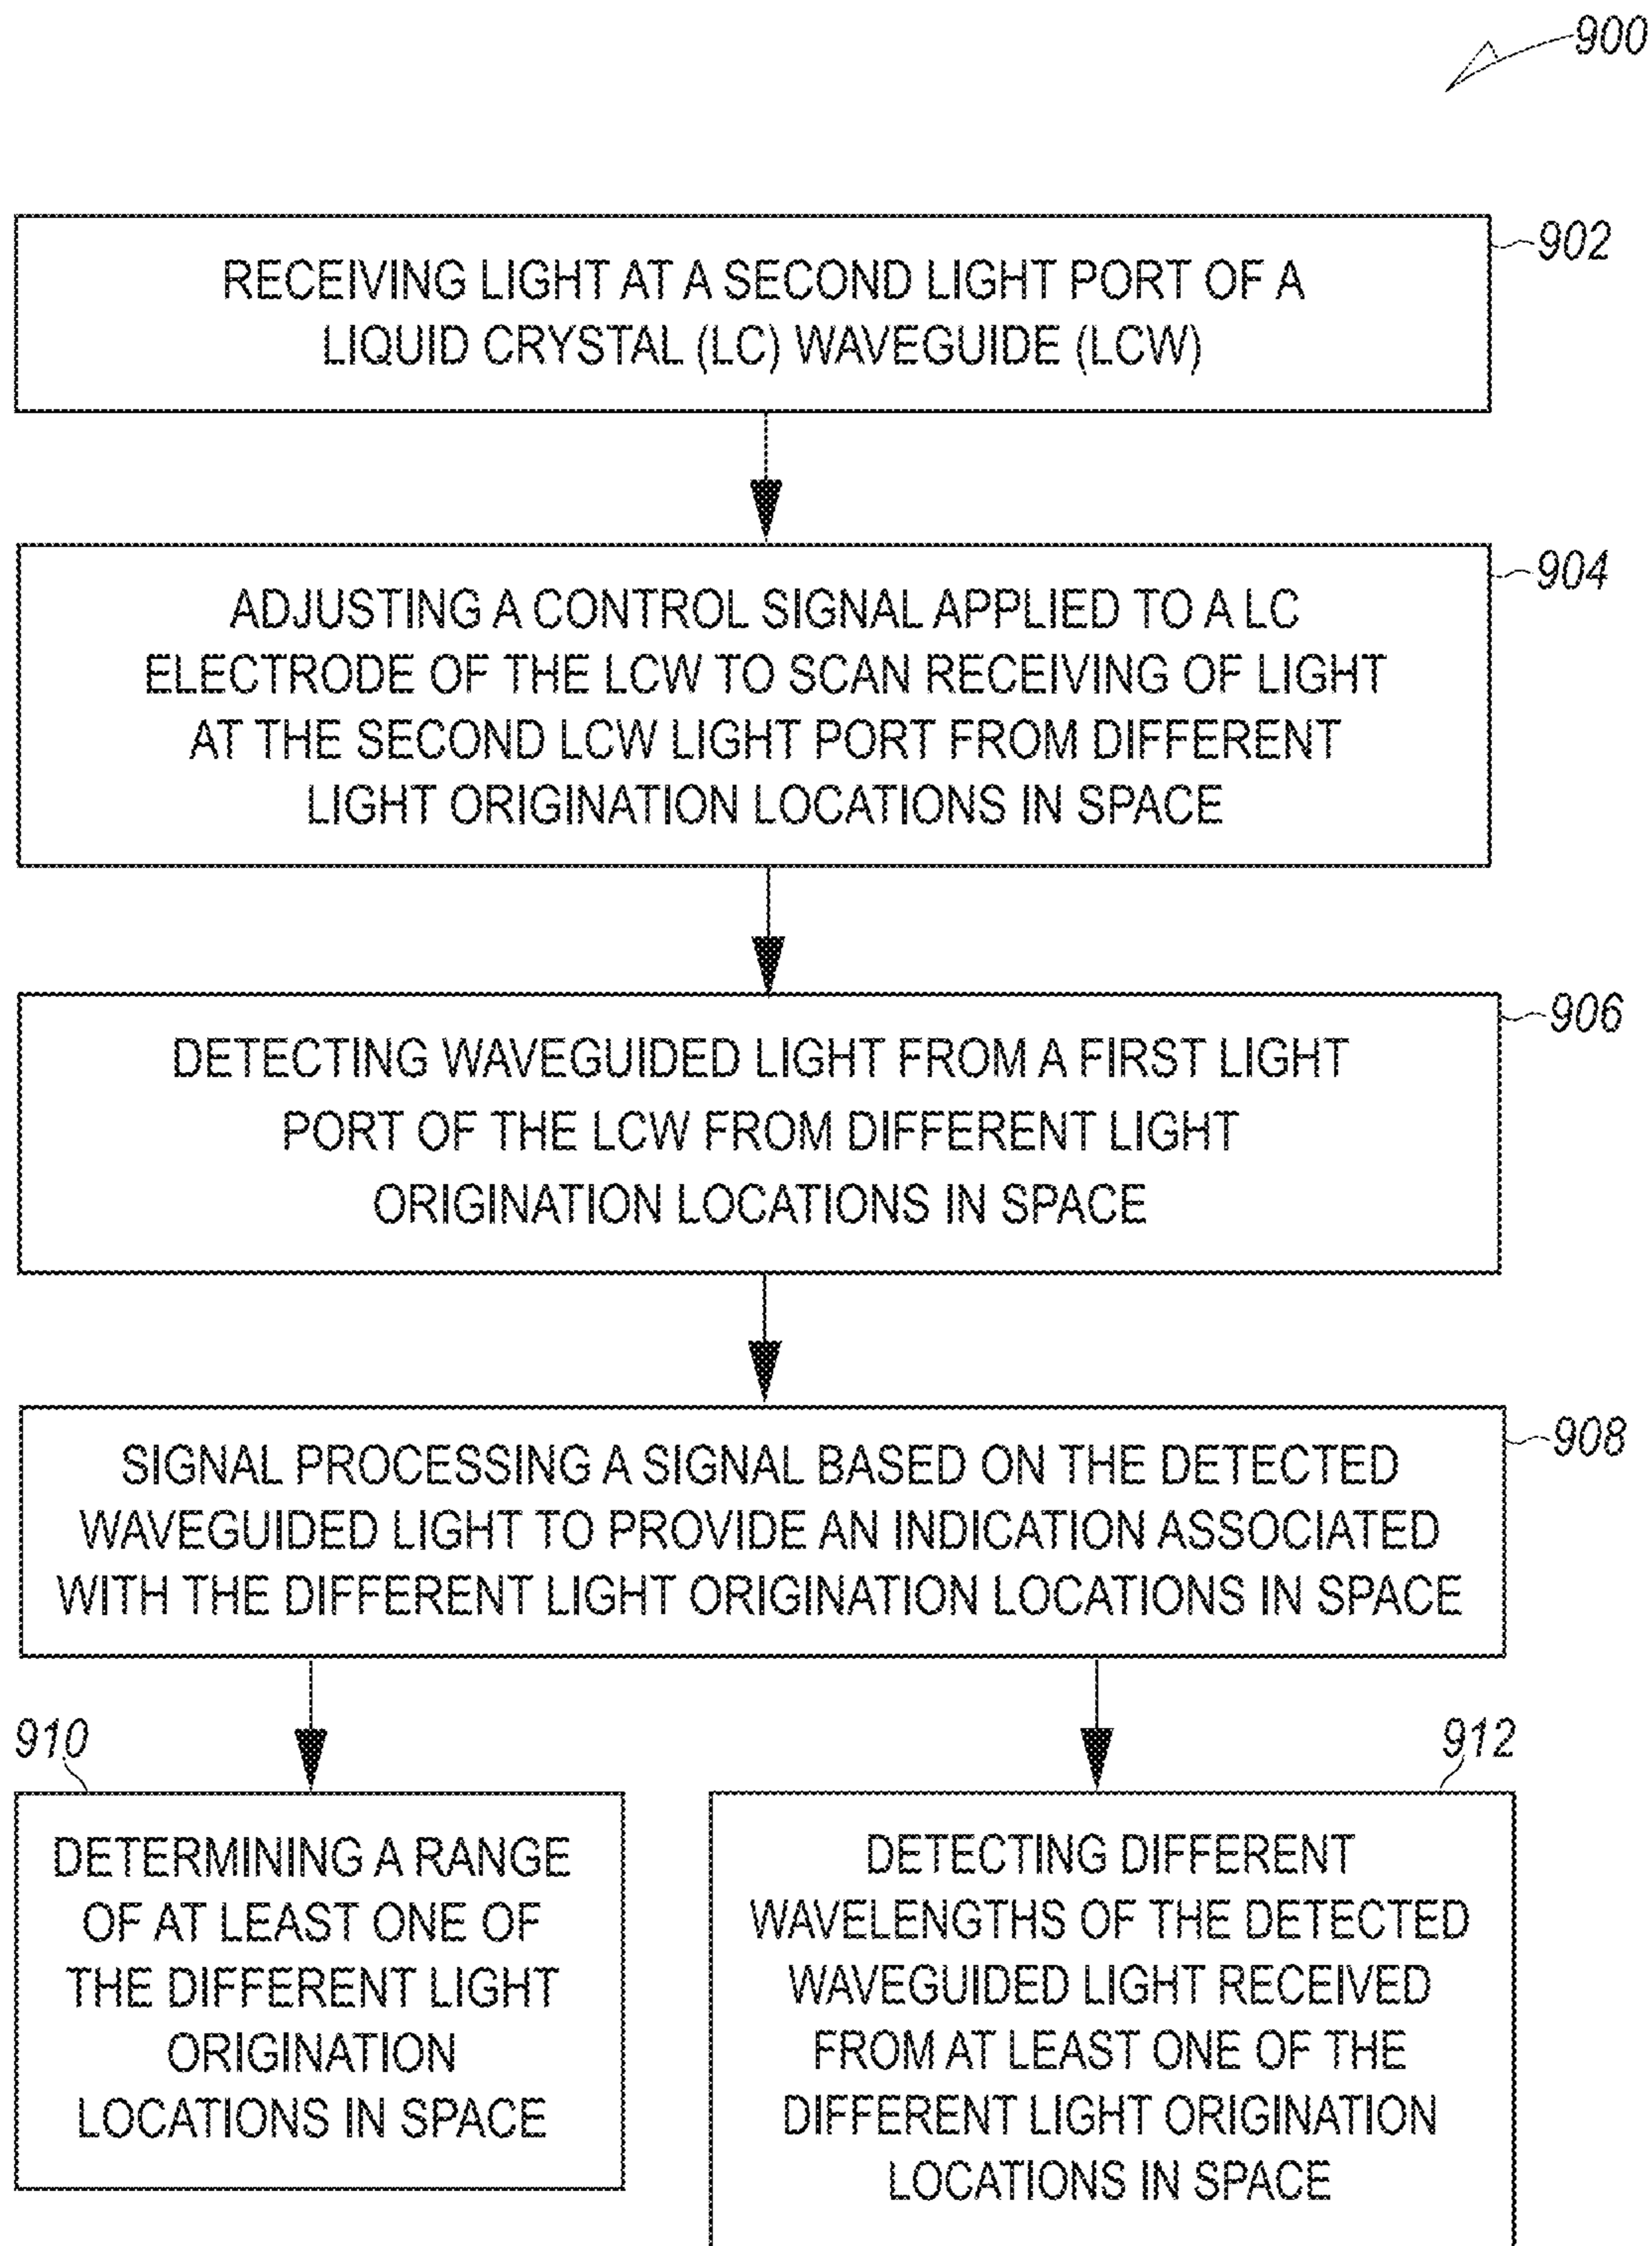 900
902
RECEIVING LIGHT AT A SECOND LIGHT PORT OF A
LIQUID CRYSTAL (LC) WAVEGUIDE (LCW)
904
ADJUSTING A CONTROL SIGNAL APPLIED TO A LC
ELECTRODE OF THE LCW TO SCAN RECEIVING OF LIGHT
AT THE SECOND LCW LIGHT PORT FROM DIFFERENT
LIGHT ORIGINATION LOCATIONS IN SPACE
906
DETECTING WAVEGUIDED LIGHT FROM A FIRST LIGHT
PORT OF THE LCW FROM DIFFERENT LIGHT
ORIGINATION LOCATIONS IN SPACE
908
SIGNAL PROCESSING A SIGNAL BASED ON THE DETECTED
WAVEGUIDED LIGHT TO PROVIDE AN INDICATION ASSOCIATED
WITH THE DIFFERENT LIGHT ORIGINATION LOCATIONS IN SPACE
910
DETERMINING A RANGE
OF AT LEAST ONE OF
THE DIFFERENT LIGHT
ORIGINATION
LOCATIONS IN SPACE
912
DETECTING DIFFERENT
WAVELENGTHS OF THE DETECTED
WAVEGUIDED LIGHT RECEIVED
FROM AT LEAST ONE OF THE
DIFFERENT LIGHT ORIGINATION
LOCATIONS IN SPACE